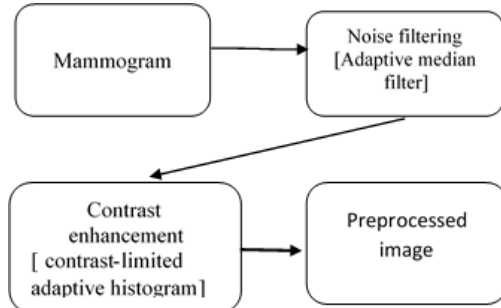 Mammogram
Noise filtering
[Adaptive median
filter]
Contrast
enhancement
[ contrast-limited
adaptive histogram]
Preprocessed
image